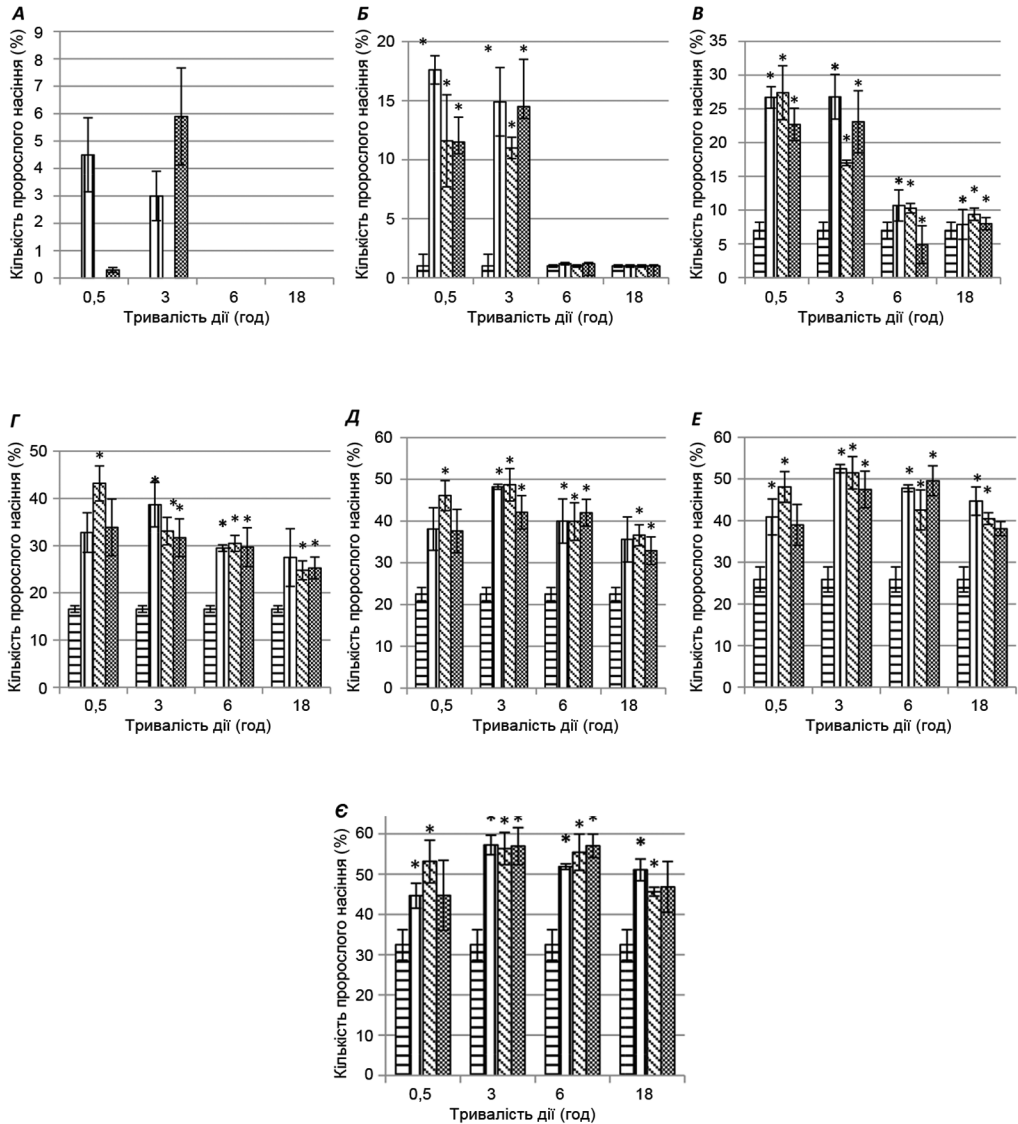 А
Кількість пророслого насіння (%)
9
8
7
6
5
4
3
2
1
0
0,5 3 6 18
Тривалість дії (год)
Б
Кількість пророслого насіння (%)
20
15
10
5
0
* * * * * *
0,5 3 6 18
Тривалість дії (год)
В
Кількість пророслого насіння (%)
35
30
25
20
15
10
5
0
* * * * * * * * * * * *
0,5 3 6 18
Тривалість дії (год)
Г
Кількість пророслого насіння (%)
50
40
30
20
10
0
* * * * * * * * *
0,5 3 6 18
Тривалість дії (год)
Д
Кількість пророслого насіння (%)
60
50
40
30
20
10
0
* * * * * * * * *
0,5 3 6 18
Тривалість дії (год)
Е
Кількість пророслого насіння (%)
60
50
40
30
20
10
0
* * * * * * * * * *
0,5 3 6 18
Тривалість дії (год)
Є
Кількість пророслого насіння (%)
60
50
40
30
20
10
0
* * * * * * * * * *
0,5 3 6 18
Тривалість дії (год)